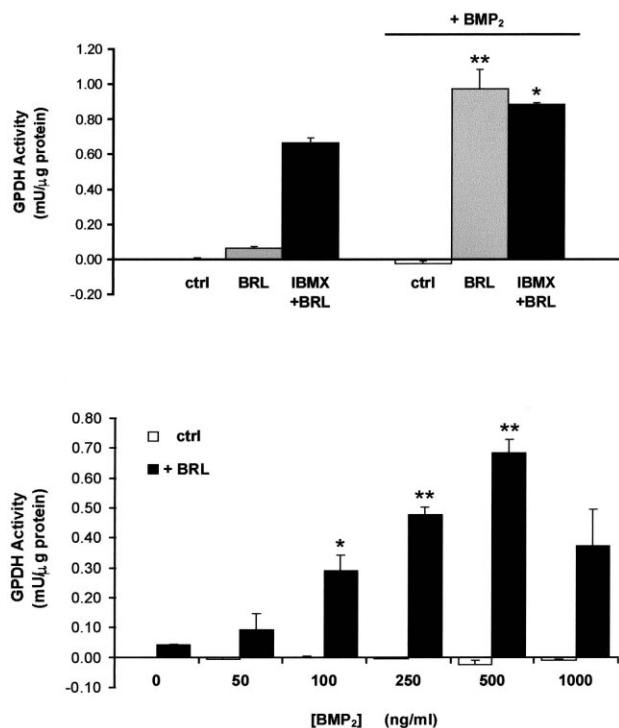 + BMP₂
** *
1.20
1.00
0.80
0.60
0.40
0.20
0.00
-0.20
GPDH Activity
(mU/μg protein)
ctrl BRL IBMX ctrl BRL IBMX
+BRL +BRL
0.80
0.70
0.60
0.50
0.40
0.30
0.20
0.10
0.00
-0.10
GPDH Activity
(mU/μg protein)
ctrl
+ BRL
* ** **
0 50 100 250 500 1000
[BMP₂] (ng/ml)